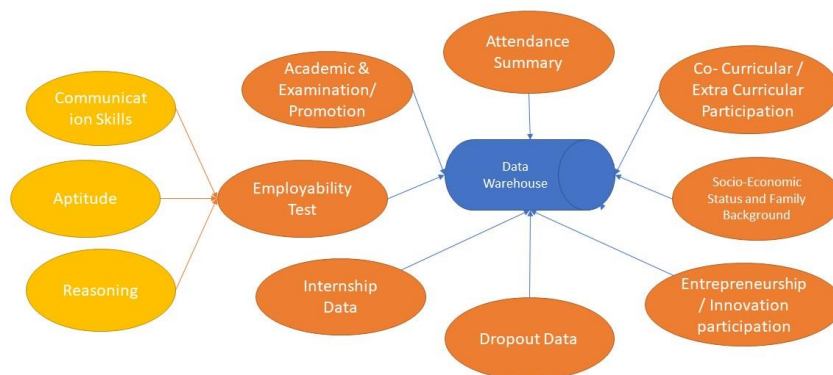 Attendance
Summary
Academic &
Examination/
Promotion
Co- Curricular /
Extra Curricular
Participation
Communicat
ion Skills
Data
Warehouse
Aptitude
Employability
Test
Socio-Economic
Status and Family
Background
Reasoning
Internship
Data
Entrepreneurship
/ Innovation
participation
Dropout Data